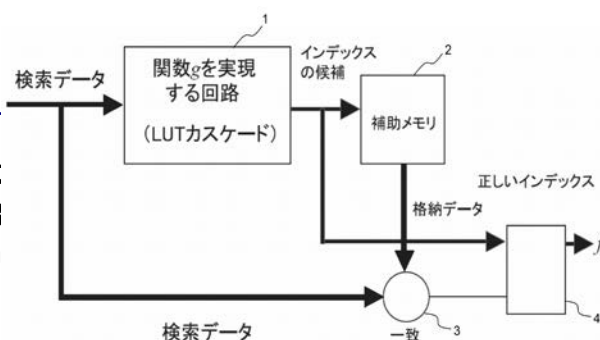 1
検索データ
関数gを実現
する回路
(LUTカスケード)
インデックス
の候補
2
補助メモリ
正しいインデックス
格納データ
f
4
3
一致
検索データ